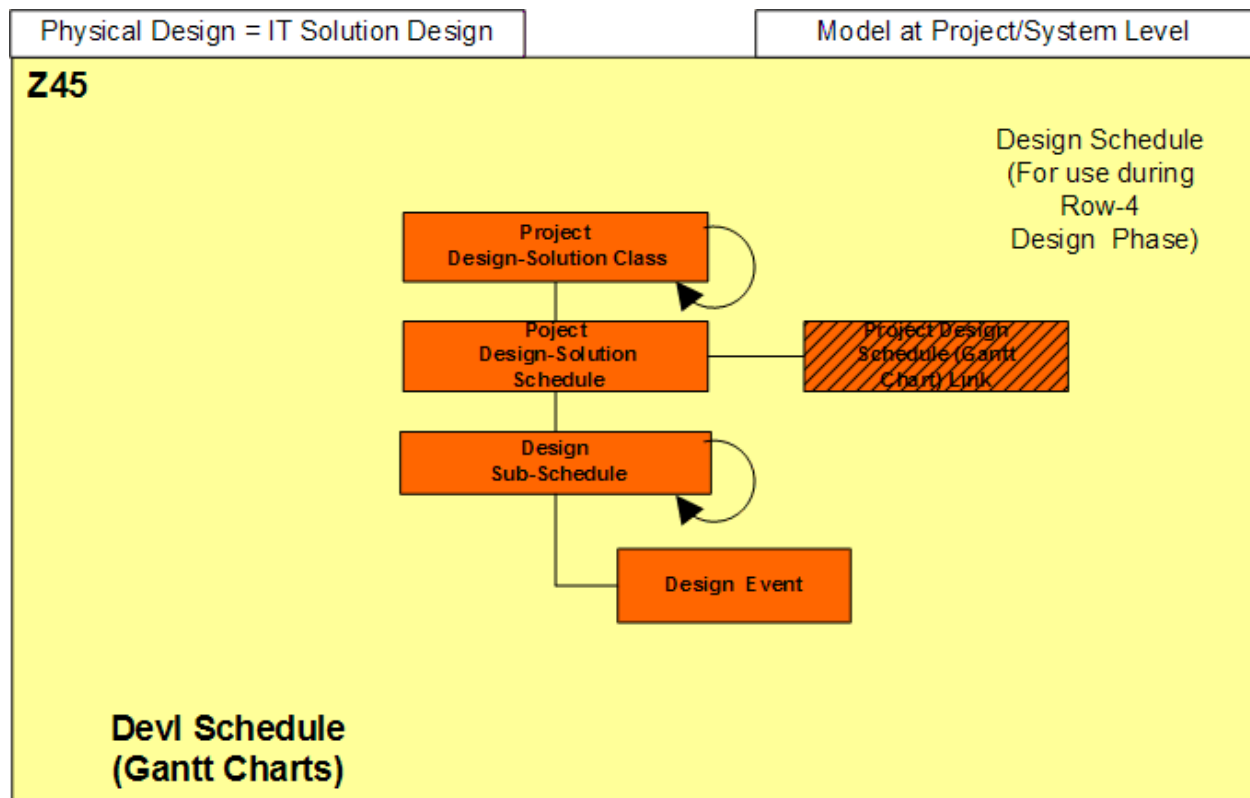 Physical Design = IT Solution Design
Model at Project/System Level
Z45
Design Schedule
(For use during
Row-4
Design Phase)
Project
Design-Solution Class
Poject
Design-Solution
Schedule
Project Design
Schedule (Gantt
Chart) Link
Design
Sub-Schedule
Design Event
Devl Schedule
(Gantt Charts)